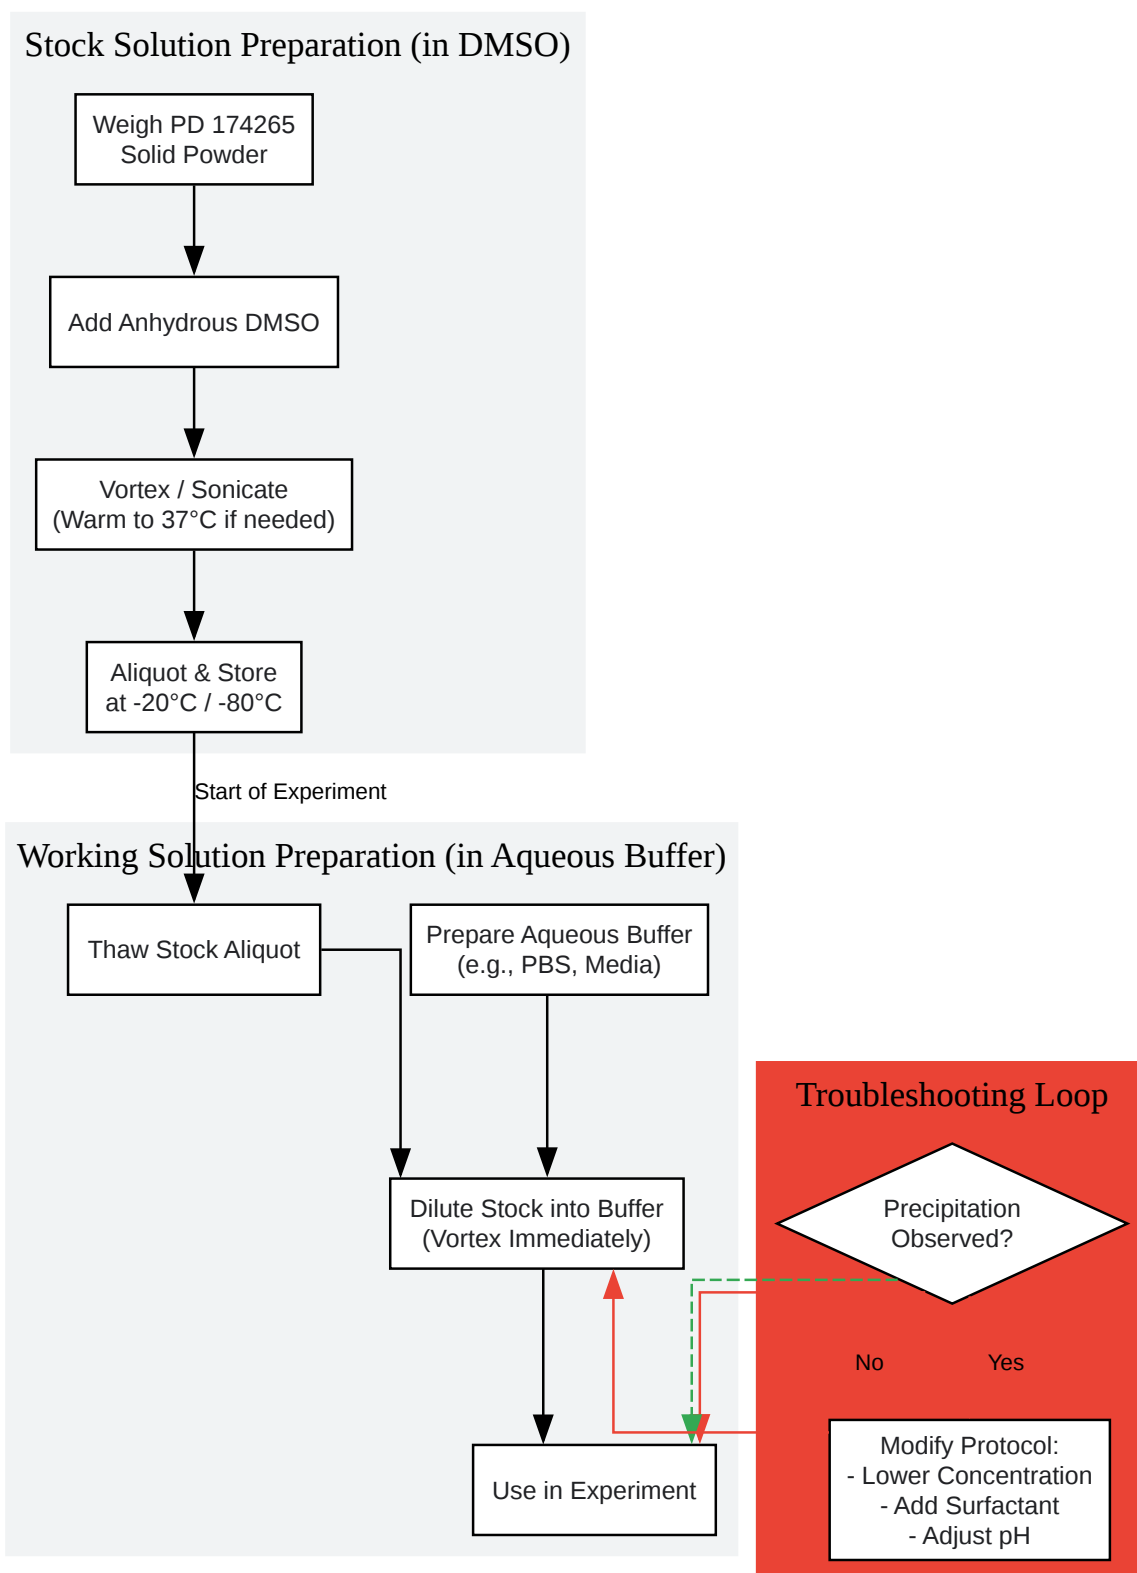 Stock Solution Preparation (in DMSO)
Weigh PD 174265
Solid Powder
Add Anhydrous DMSO
Vortex / Sonicate
(Warm to 37°C if needed)
Aliquot & Store
at -20°C / -80°C
Start of Experiment
Working Solution Preparation (in Aqueous Buffer)
Thaw Stock Aliquot
Prepare Aqueous Buffer
(e.g., PBS, Media)
Dilute Stock into Buffer
(Vortex Immediately)
Use in Experiment
Troubleshooting Loop
Precipitation
Observed?
No
Yes
Modify Protocol:
- Lower Concentration
- Add Surfactant
- Adjust pH